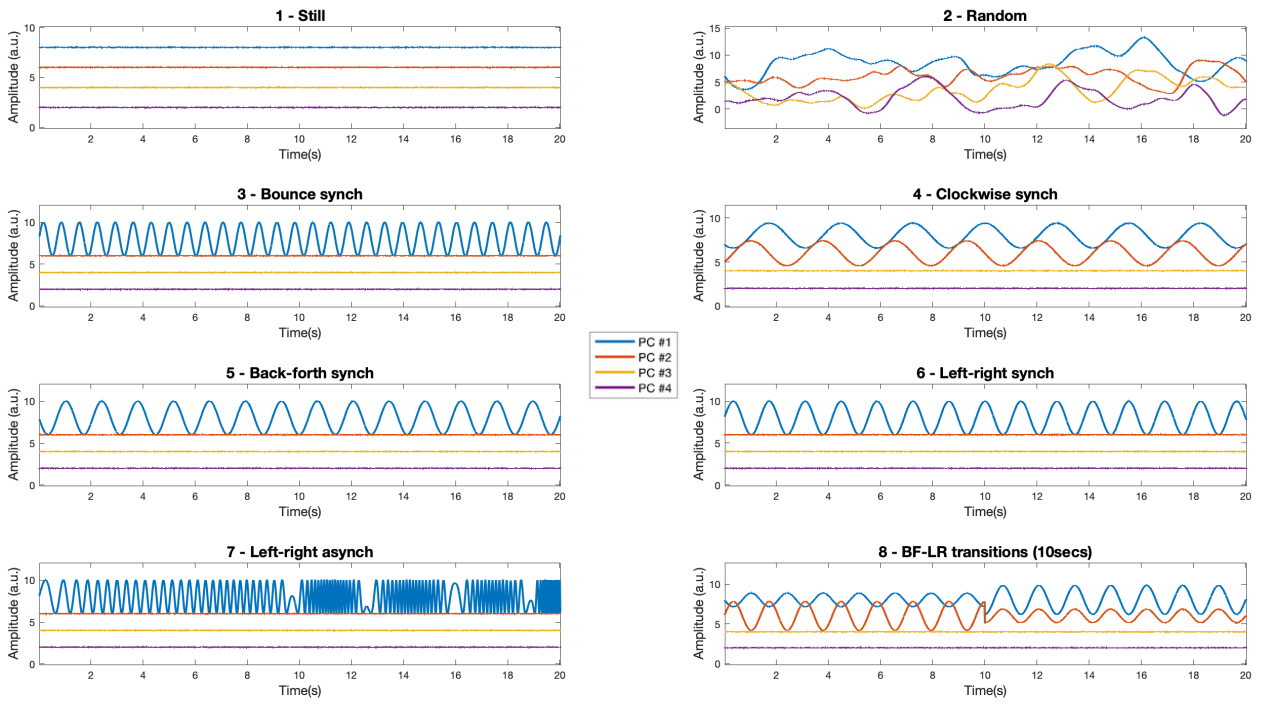 1 - Still
Amplitude (a.u.)
10
5
0
2 4 6 8 10 12 14 16 18 20
Time(s)
2 - Random
Amplitude (a.u.)
15
10
5
0
2 4 6 8 10 12 14 16 18 20
Time(s)
3 - Bounce synch
Amplitude (a.u.)
10
5
0
2 4 6 8 10 12 14 16 18 20
Time(s)
4 - Clockwise synch
Amplitude (a.u.)
10
5
0
2 4 6 8 10 12 14 16 18 20
Time(s)
PC #1
PC #2
PC #3
PC #4
5 - Back-forth synch
Amplitude (a.u.)
10
5
0
2 4 6 8 10 12 14 16 18 20
Time(s)
6 - Left-right synch
Amplitude (a.u.)
10
5
0
2 4 6 8 10 12 14 16 18 20
Time(s)
7 - Left-right asynch
Amplitude (a.u.)
10
5
0
2 4 6 8 10 12 14 16 18 20
Time(s)
8 - BF-LR transitions (10secs)
Amplitude (a.u.)
10
5
0
2 4 6 8 10 12 14 16 18 20
Time(s)